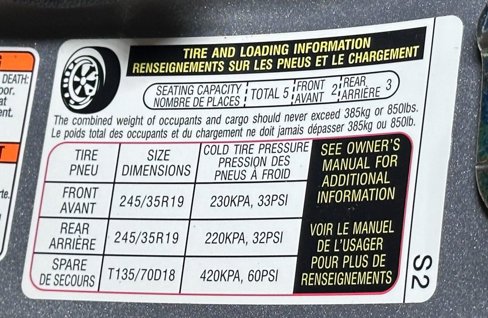 DEATH:
TIRE AND LOADING INFORMATION
RENSEIGNEMENTS SUR LES PNEUS ET LE CHARGEMENT
SEATING CAPACITY TOTAL 5 FRONT 2 REAR 3
NOMBRE DE PLACES AVANT ARRIÈRE
The combined weight of occupants and cargo should never exceed 385kg or 850lbs.
Le poids total des occupants et du chargement ne doit jamais dépasser 385kg ou 850lb.
TIRE SIZE COLD TIRE PRESSURE
PNEU DIMENSIONS PRESSION DES
PNEUS À FROID
FRONT
AVANT 245/35R19 230KPA, 33PSI
REAR
ARRIÈRE 245/35R19 220KPA, 32PSI
SPARE
DE SECOURS T135/70D18 420KPA, 60PSI
SEE OWNER'S
MANUAL FOR
ADDITIONAL
INFORMATION
VOIR LE MANUEL
DE L'USAGER
POUR PLUS DE
RENSEIGNEMENTS
S2